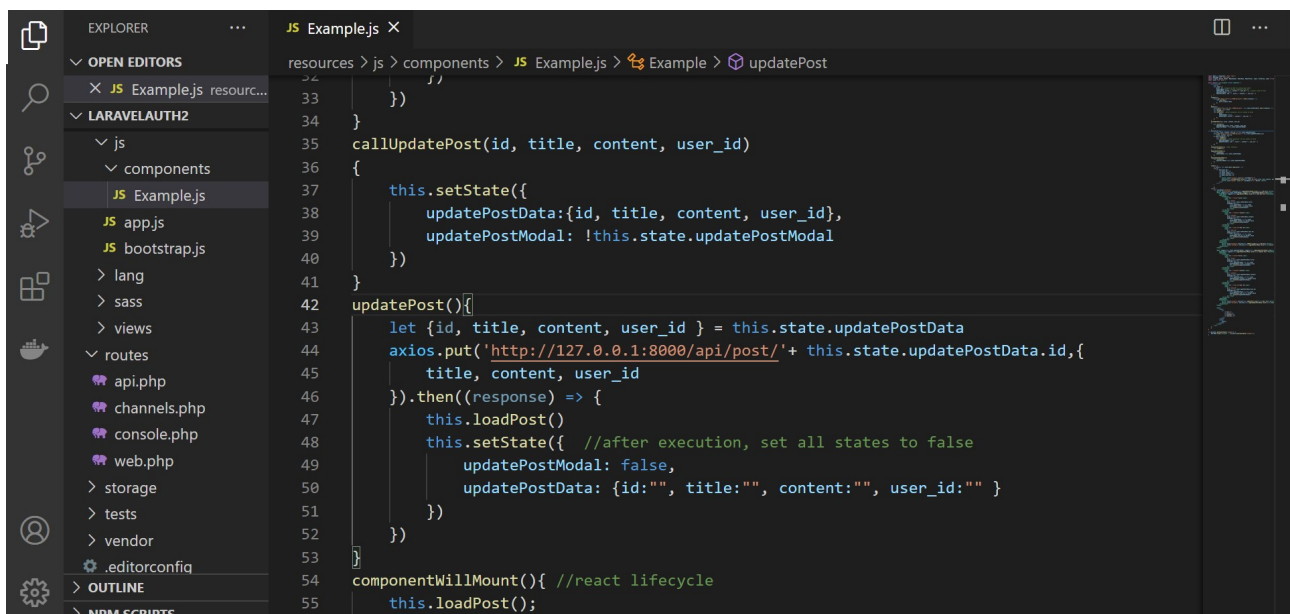 EXPLORER ...
JS Example.js ×
...
OPEN EDITORS
× JS Example.js resourc...
LARAVELAUTH2
js
components
JS Example.js
JS app.js
JS bootstrap.js
lang
sass
views
routes
api.php
channels.php
console.php
web.php
storage
tests
vendor
.editorconfig
OUTLINE
NPM SCRIPTS
resources > js > components > JS Example.js > Example > updatePost
32 })
33 })
34 }
35 callUpdatePost(id, title, content, user_id)
36 {
37 this.setState({
38 updatePostData:{id, title, content, user_id},
39 updatePostModal: !this.state.updatePostModal
40 })
41 }
42 updatePost(){
43 let {id, title, content, user_id } = this.state.updatePostData
44 axios.put('http://127.0.0.1:8000/api/post/'+ this.state.updatePostData.id,{
45 title, content, user_id
46 }).then((response) => {
47 this.loadPost()
48 this.setState({ //after execution, set all states to false
49 updatePostModal: false,
50 updatePostData: {id:"", title:"", content:"", user_id:"" }
51 })
52 })
53 }
54 componentWillMount(){ //react lifecycle
55 this.loadPost();